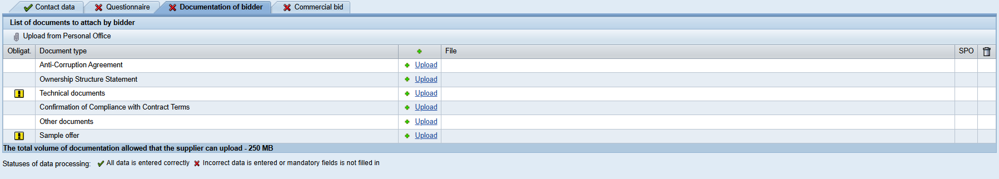 Contact data Questionnaire Documentation of bidder Commercial bid
List of documents to attach by bidder
Upload from Personal Office
Obligat. Document type File SPO
Anti-Corruption Agreement Upload
Ownership Structure Statement Upload
Technical documents Upload
Confirmation of Compliance with Contract Terms Upload
Other documents Upload
Sample offer Upload
The total volume of documentation allowed that the supplier can upload - 250 MB
Statuses of data processing: All data is entered correctly Incorrect data is entered or mandatory fields is not filled in